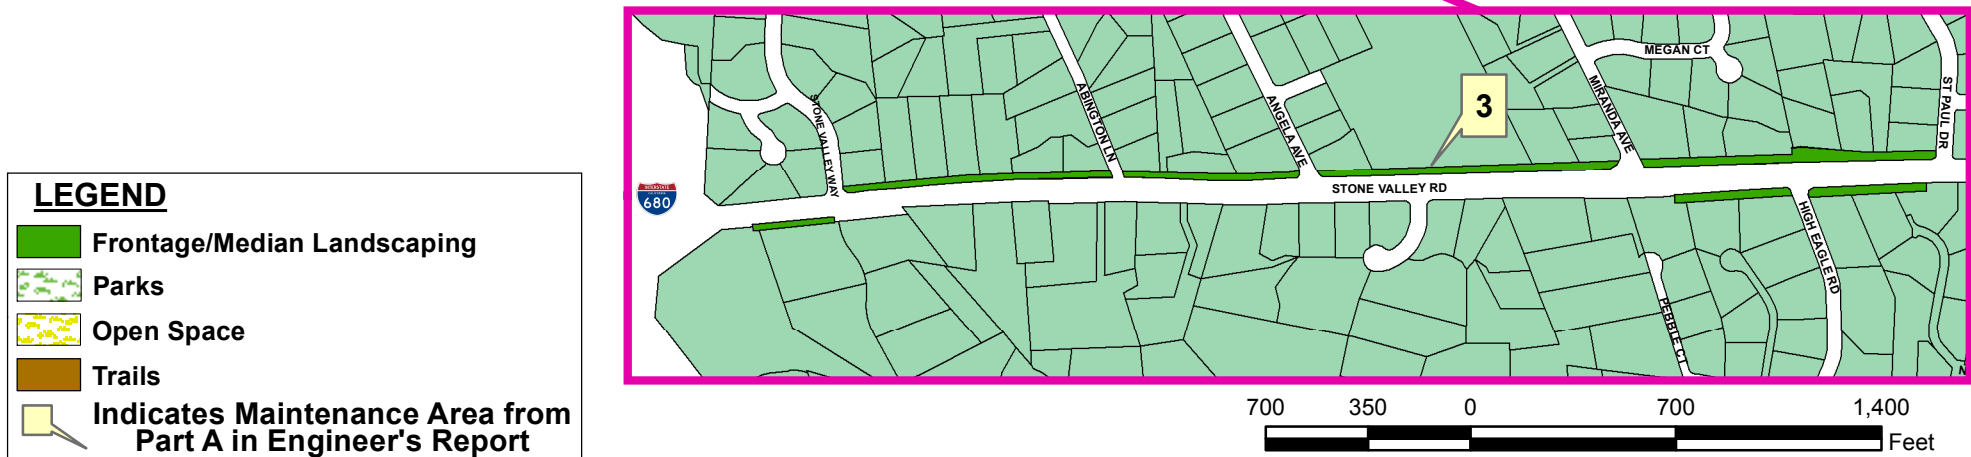 LEGEND
Frontage/Median Landscaping
Parks
Open Space
Trails
Indicates Maintenance Area from
Part A in Engineer's Report
INTERSTATE
CALIFORNIA
680
STONE VALLEY WAY
ABINGTON LN
ANGELA AVE
3
MIRANDA AVE
MEGAN CT
ST PAUL DR
STONE VALLEY RD
HIGH EAGLE RD
PEBBLE CT
N
700 350 0 700 1,400
Feet